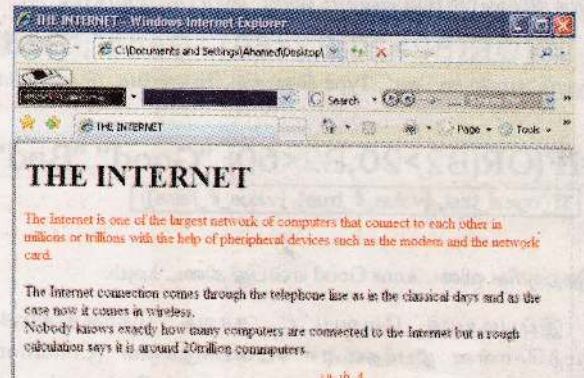 THE INTERNET - Windows Internet Explorer
C:\Documents and Settings\Ahamed\Desktop\
Search
THE INTERNET
Page Tools
THE INTERNET
The Internet is one of the largest network of computers that connect to each other in
millions or trillions with the help of pheripheral devices such as the modem and the network
card.
The Internet connection comes through the telephone line as in the classical days and as the
case now it comes in wireless.
Nobody knows exactly how many computers are connected to the Internet but a rough
calculation says it is around 20million commputers